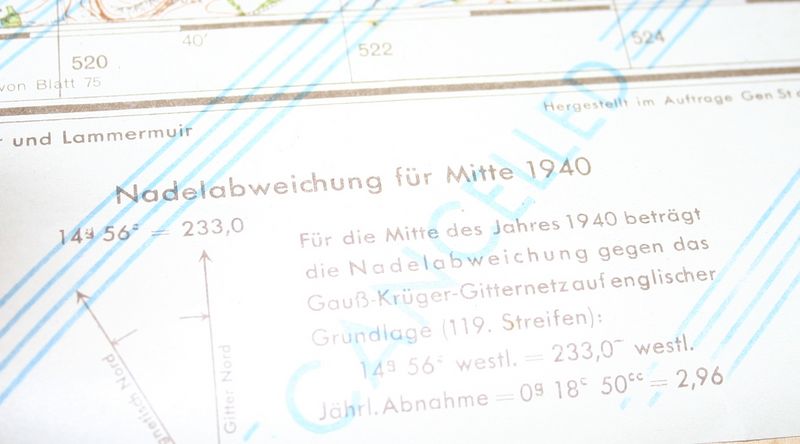 520
40′
522
524
von Blatt 75
Hergestellt im Auftrage Gen St d
und Lammermuir
Nadelabweichung für Mitte 1940
14ᵍ 56ᶜ = 233,0
Für die Mitte des Jahres 1940 beträgt
die Nadelabweichung gegen das
Gauß-Krüger-Gitternetz auf englischer
Grundlage (119. Streifen):
14ᵍ 56ᶜ westl. = 233,0⁻ westl.
Jährl. Abnahme = 0ᵍ 18ᶜ 50ᶜᶜ = 2,96
gnetisch Nord
Gitter Nord
CANCELLED
C